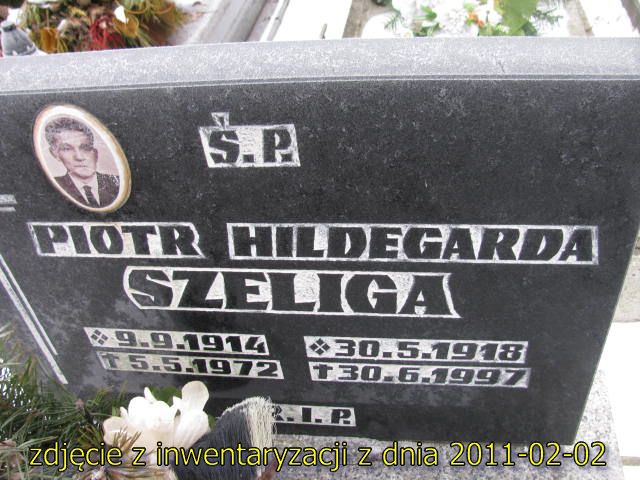 Ś.P.
PIOTR HILDEGARDA
SZELIGA
❖ 9.9.1914 ❖ 30.5.1918
† 5.5.1972 † 30.6.1997
R.I.P.
zdjęcie z inwentaryzacji z dnia 2011-02-02